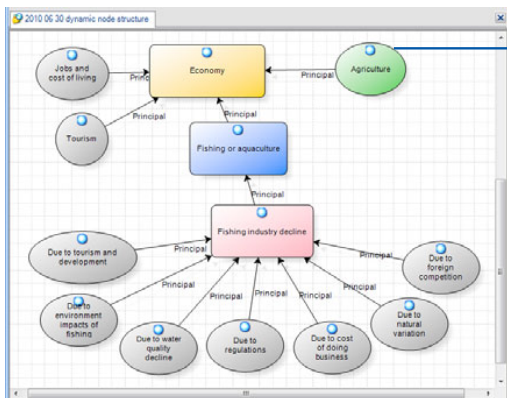 2010 06 30 dynamic node structure
Jobs and
cost of living
Economy
Agriculture
Princ
Principal
Tourism
Principal
Principal
Fishing or aquaculture
Principal
Fishing industry decline
Due to tourism and
development
Principal
Principal
Due to
foreign
competition
Principal
Principal
Principal
Principal
Principal
Due to
environment
impacts of
fishing
Due to water
quality
decline
Due to
regulations
Due to cost
of doing
business
Due to
natural
variation